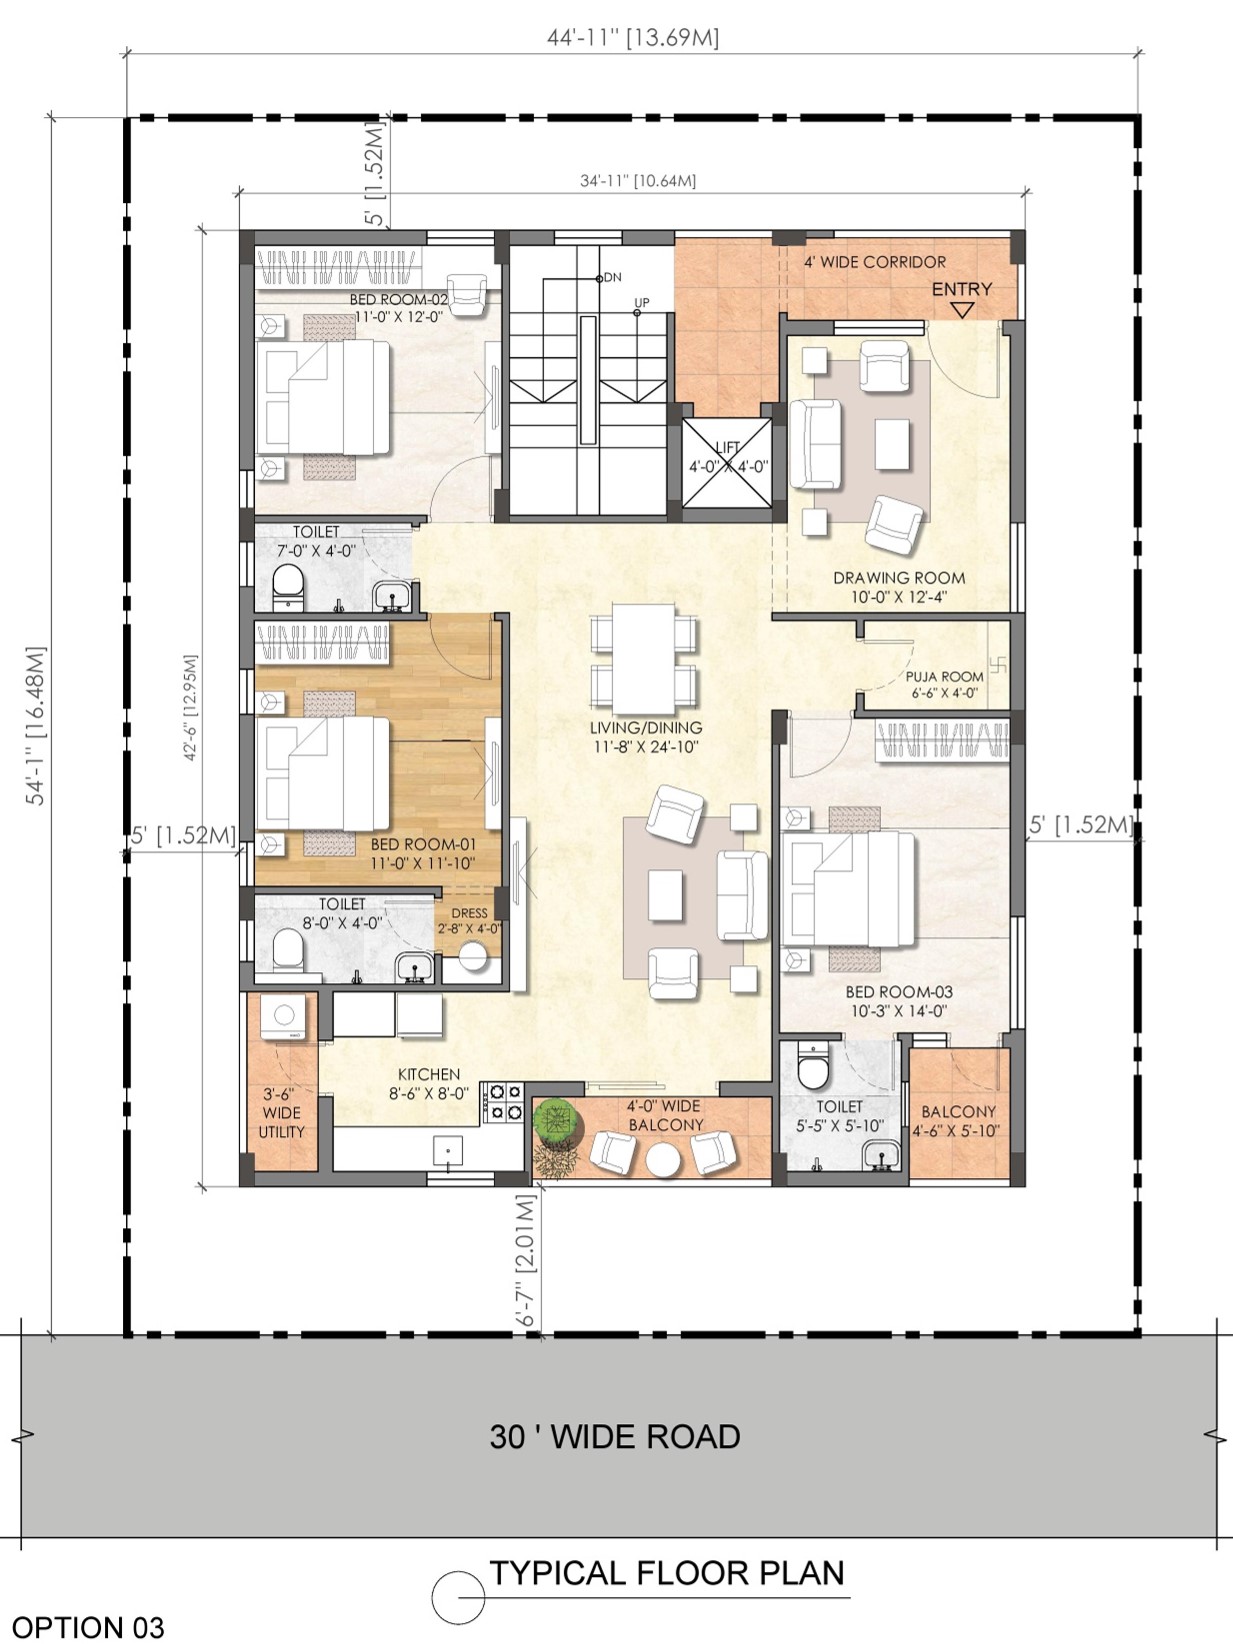 44'-11" [13.69M]
5' [1.52M]
34'-11" [10.64M]
4' WIDE CORRIDOR
ENTRY
DN
UP
BED ROOM-02
11'-0" X 12'-0"
LIFT
4'-0" X 4'-0"
TOILET
7'-0" X 4'-0"
DRAWING ROOM
10'-0" X 12'-4"
PUJA ROOM
6'-6" X 4'-0"
54'-1" [16.48M]
42'-6" [12.95M]
LIVING/DINING
11'-8" X 24'-10"
5' [1.52M]
5' [1.52M]
BED ROOM-01
11'-0" X 11'-10"
TOILET
8'-0" X 4'-0"
DRESS
2'-8" X 4'-0"
BED ROOM-03
10'-3" X 14'-0"
KITCHEN
8'-6" X 8'-0"
3'-6"
WIDE
UTILITY
4'-0" WIDE
BALCONY
TOILET
5'-5" X 5'-10"
BALCONY
4'-6" X 5'-10"
6'-7" [2.01M]
30 ' WIDE ROAD
TYPICAL FLOOR PLAN
OPTION 03